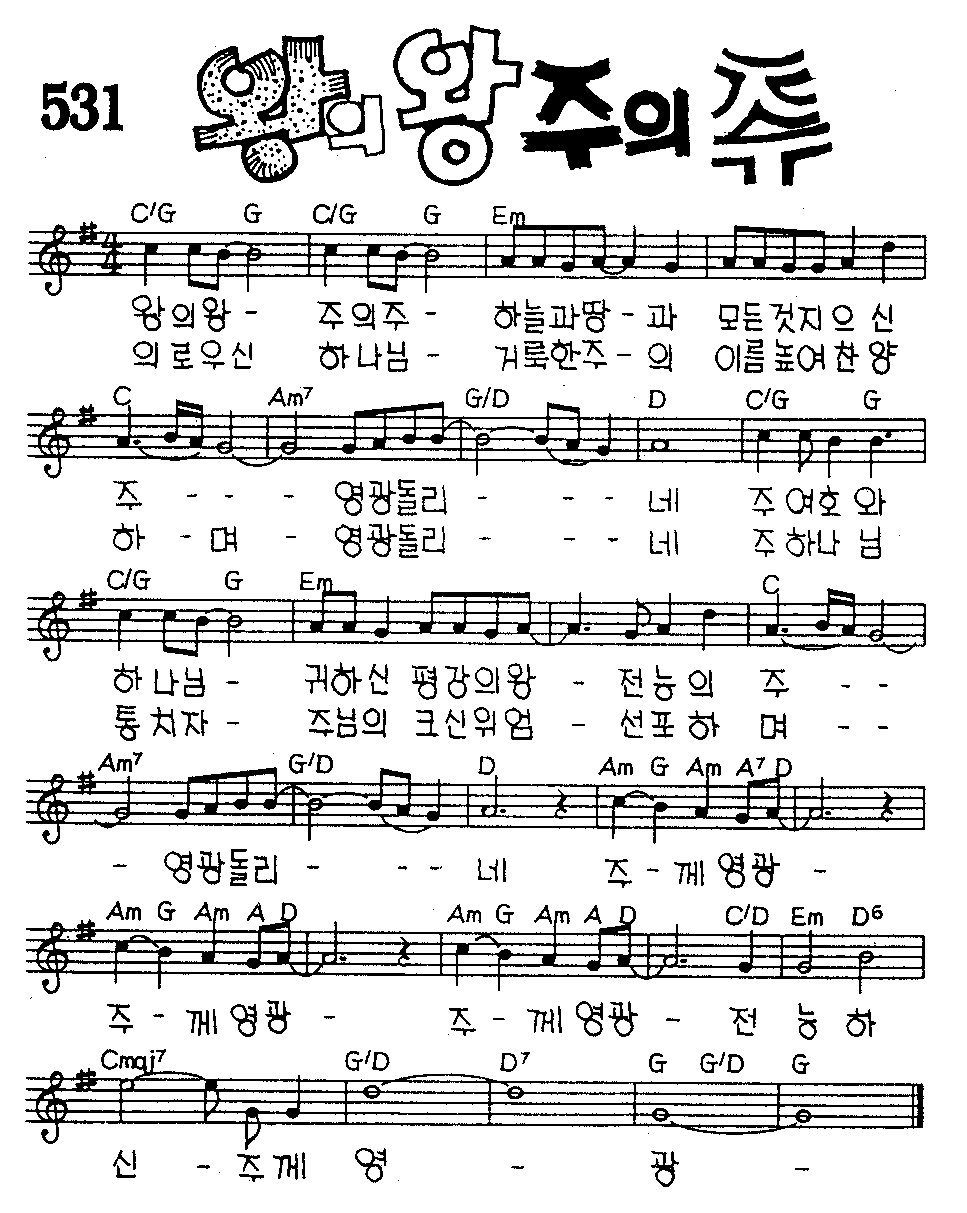 531 왕의 왕 주의 주
C/G G C/G G Em
왕의왕 - 주의주 - 하늘과땅 - 과 모든것지으신
의로우신 하나님 - 거룩한주 - 의 이름높여찬양
C Am7 G/D D C/G G
주 - - - 영광돌리 - - - 네 주여호와
하 - 며 - 영광돌리 - - - 네 주하나님
C/G G Em C
하나님 - 귀하신 평강의왕 - 전능의 주 - -
통치자 - 주님의 크신위엄 - 선포하 며 - -
Am7 G/D D Am G Am A7 D
- 영광돌리 - - - 네 주 - 께 영광 -
Am G Am A D Am G Am A D C/D Em D6
주 - 께 영광 - 주 - 께 영광 - 전 능 하
Cmaj7 G/D D7 G G/D G
신 - 주께 영 - 광 -